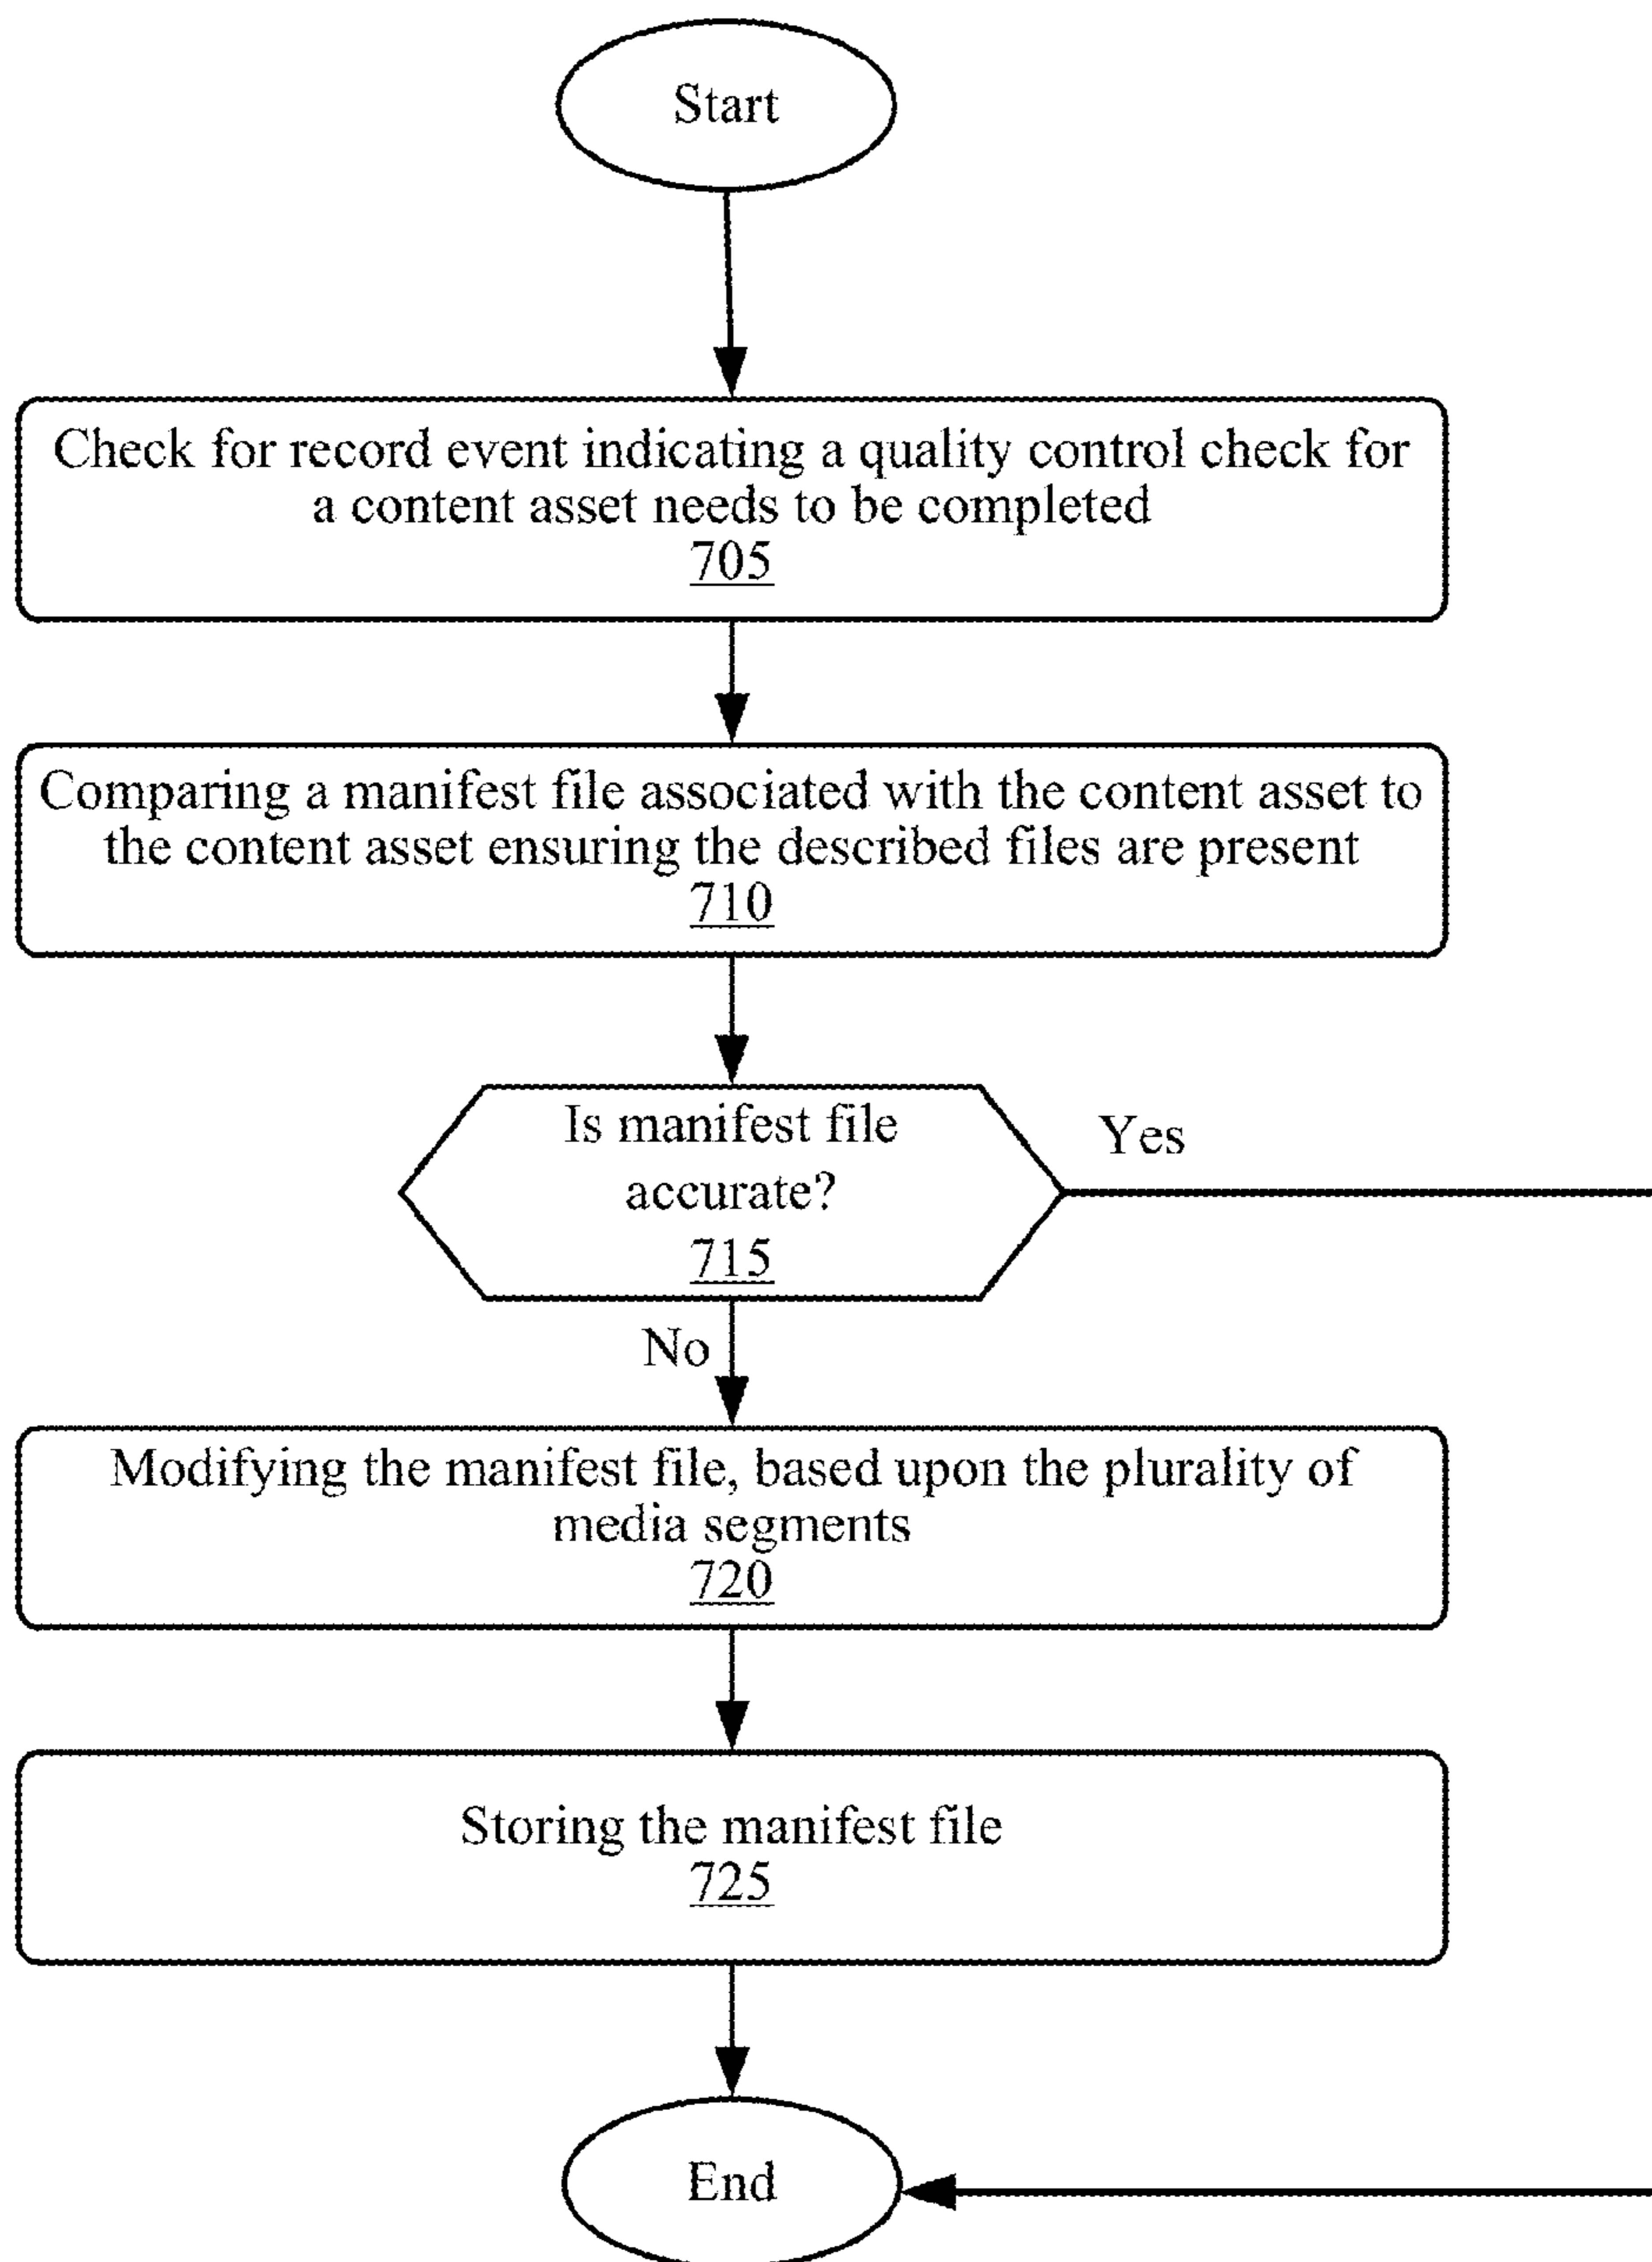 Start
Check for record event indicating a quality control check for
a content asset needs to be completed
705
Comparing a manifest file associated with the content asset to
the content asset ensuring the described files are present
710
Is manifest file
accurate?
715
Yes
No
Modifying the manifest file, based upon the plurality of
media segments
720
Storing the manifest file
725
End